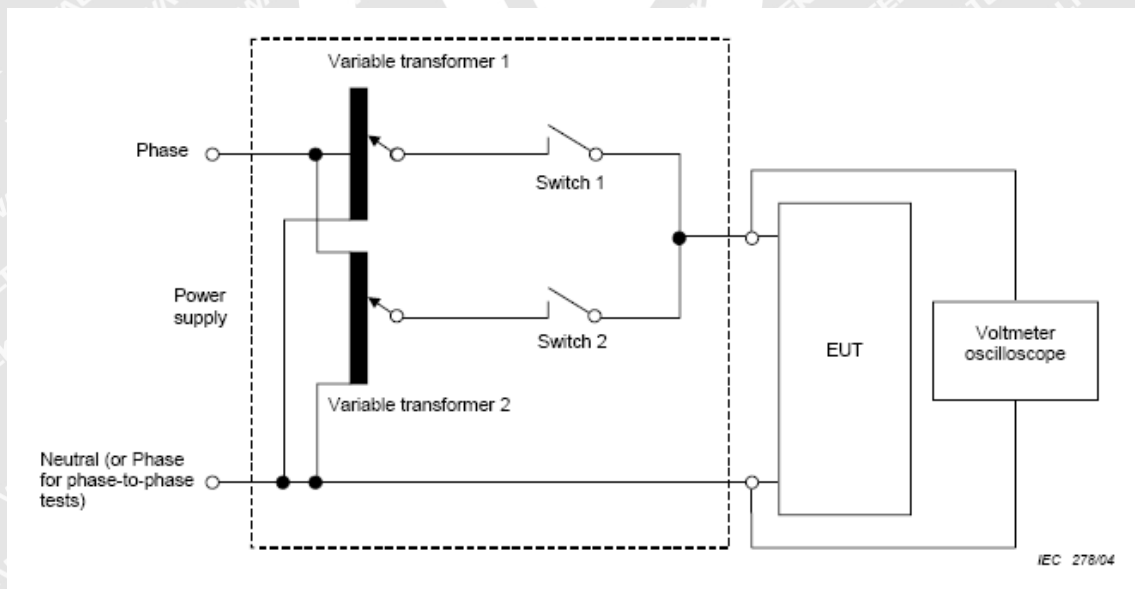 Variable transformer 1
Phase
Switch 1
Power
supply
Switch 2
EUT
Voltmeter
oscilloscope
Variable transformer 2
Neutral (or Phase
for phase-to-phase
tests)
IEC 278/04